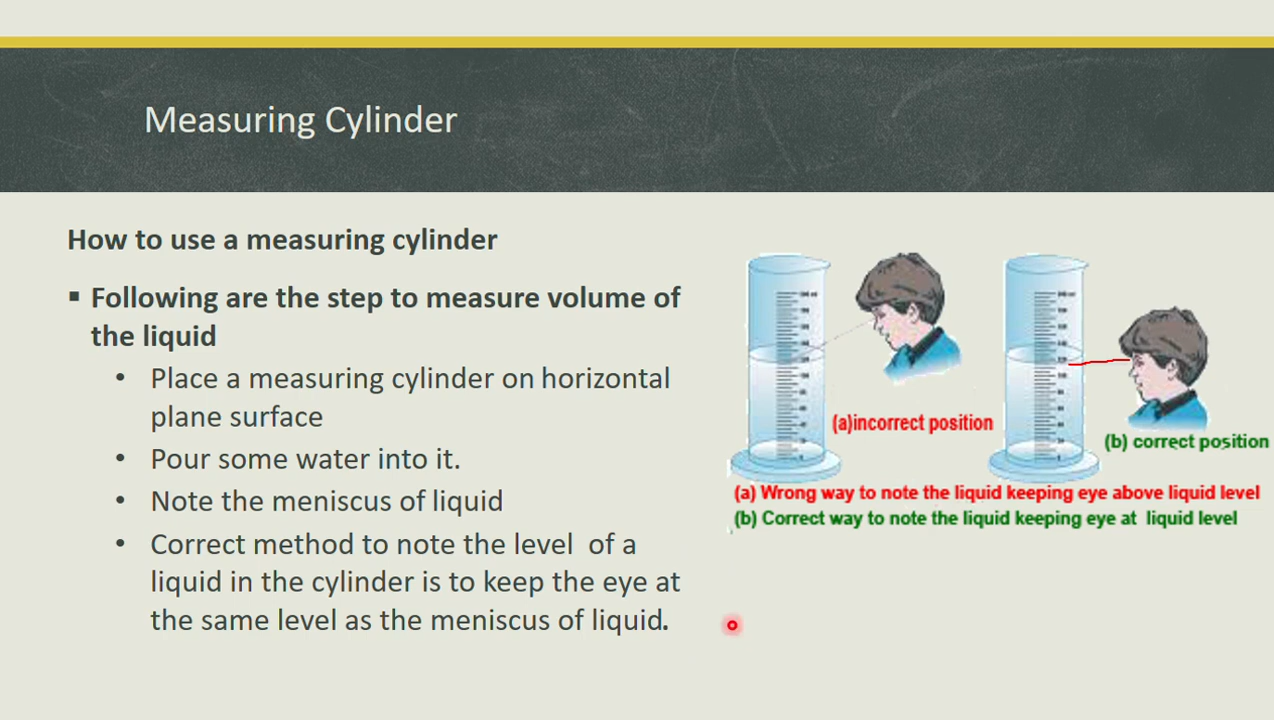 Measuring Cylinder
How to use a measuring cylinder
▪ Following are the step to measure volume of
the liquid
• Place a measuring cylinder on horizontal
plane surface
• Pour some water into it.
• Note the meniscus of liquid
• Correct method to note the level of a
liquid in the cylinder is to keep the eye at
the same level as the meniscus of liquid.
(a)incorrect position
(b) correct position
(a) Wrong way to note the liquid keeping eye above liquid level
(b) Correct way to note the liquid keeping eye at liquid level